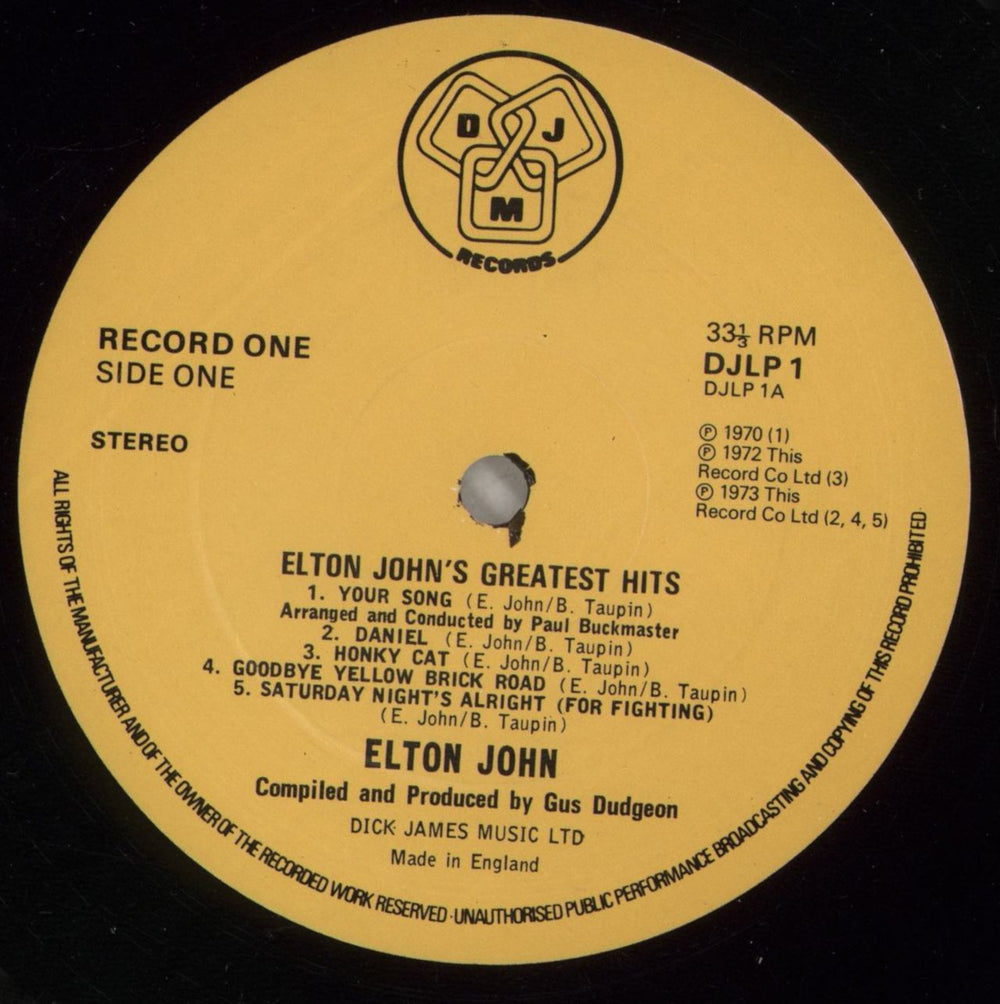 D J
M
RECORDS
RECORD ONE
SIDE ONE
STEREO
33⅓ RPM
DJLP 1
DJLP 1A
℗ 1970 (1)
℗ 1972 This
Record Co Ltd (3)
℗ 1973 This
Record Co Ltd (2, 4, 5)
ELTON JOHN'S GREATEST HITS
1. YOUR SONG (E. John/B. Taupin)
Arranged and Conducted by Paul Buckmaster
2. DANIEL (E. John/B. Taupin)
3. HONKY CAT (E. John/B. Taupin)
4. GOODBYE YELLOW BRICK ROAD (E. John/B. Taupin)
5. SATURDAY NIGHT'S ALRIGHT (FOR FIGHTING)
(E. John/B. Taupin)
ELTON JOHN
Compiled and Produced by Gus Dudgeon
DICK JAMES MUSIC LTD
Made in England
ALL RIGHTS OF THE MANUFACTURER AND OF THE OWNER OF THE RECORDED WORK RESERVED · UNAUTHORISED PUBLIC PERFORMANCE BROADCASTING AND COPYING OF THIS RECORD PROHIBITED